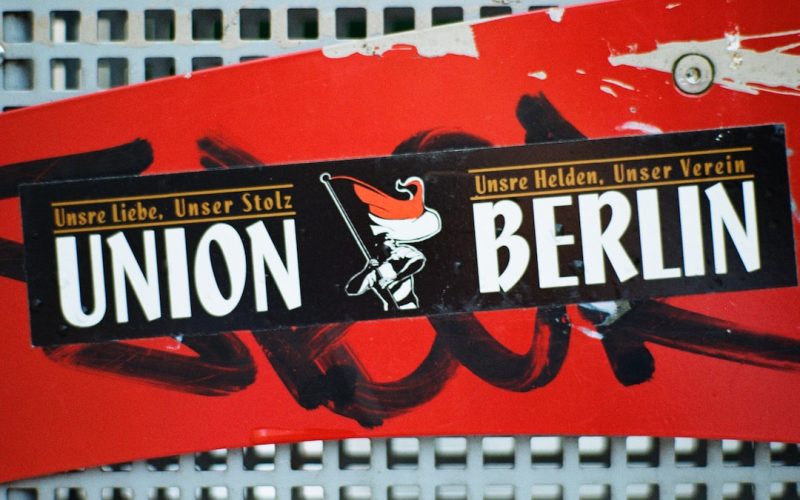 Unsre Liebe, Unser Stolz
UNION
Unsre Helden, Unser Verein
BERLIN